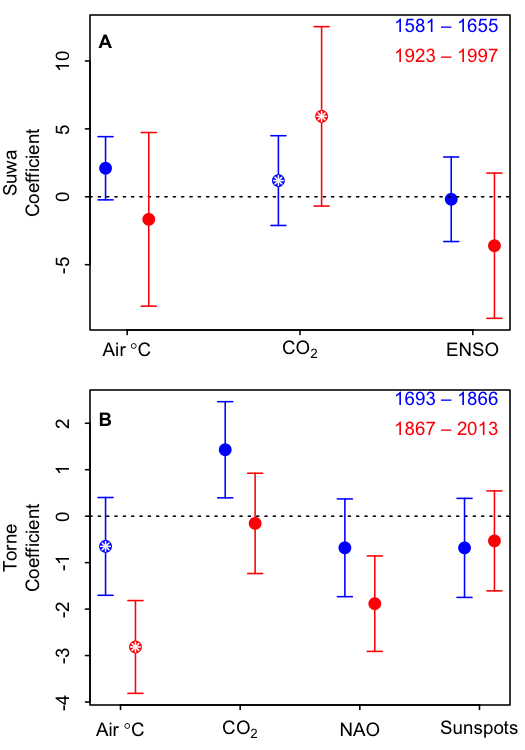 A
1581 – 1655
1923 – 1997
10
5
0
-5
Suwa
Coefficient
Air °C
CO₂
ENSO
B
1693 – 1866
1867 – 2013
2
1
0
-1
-2
-3
-4
Torne
Coefficient
Air °C
CO₂
NAO
Sunspots